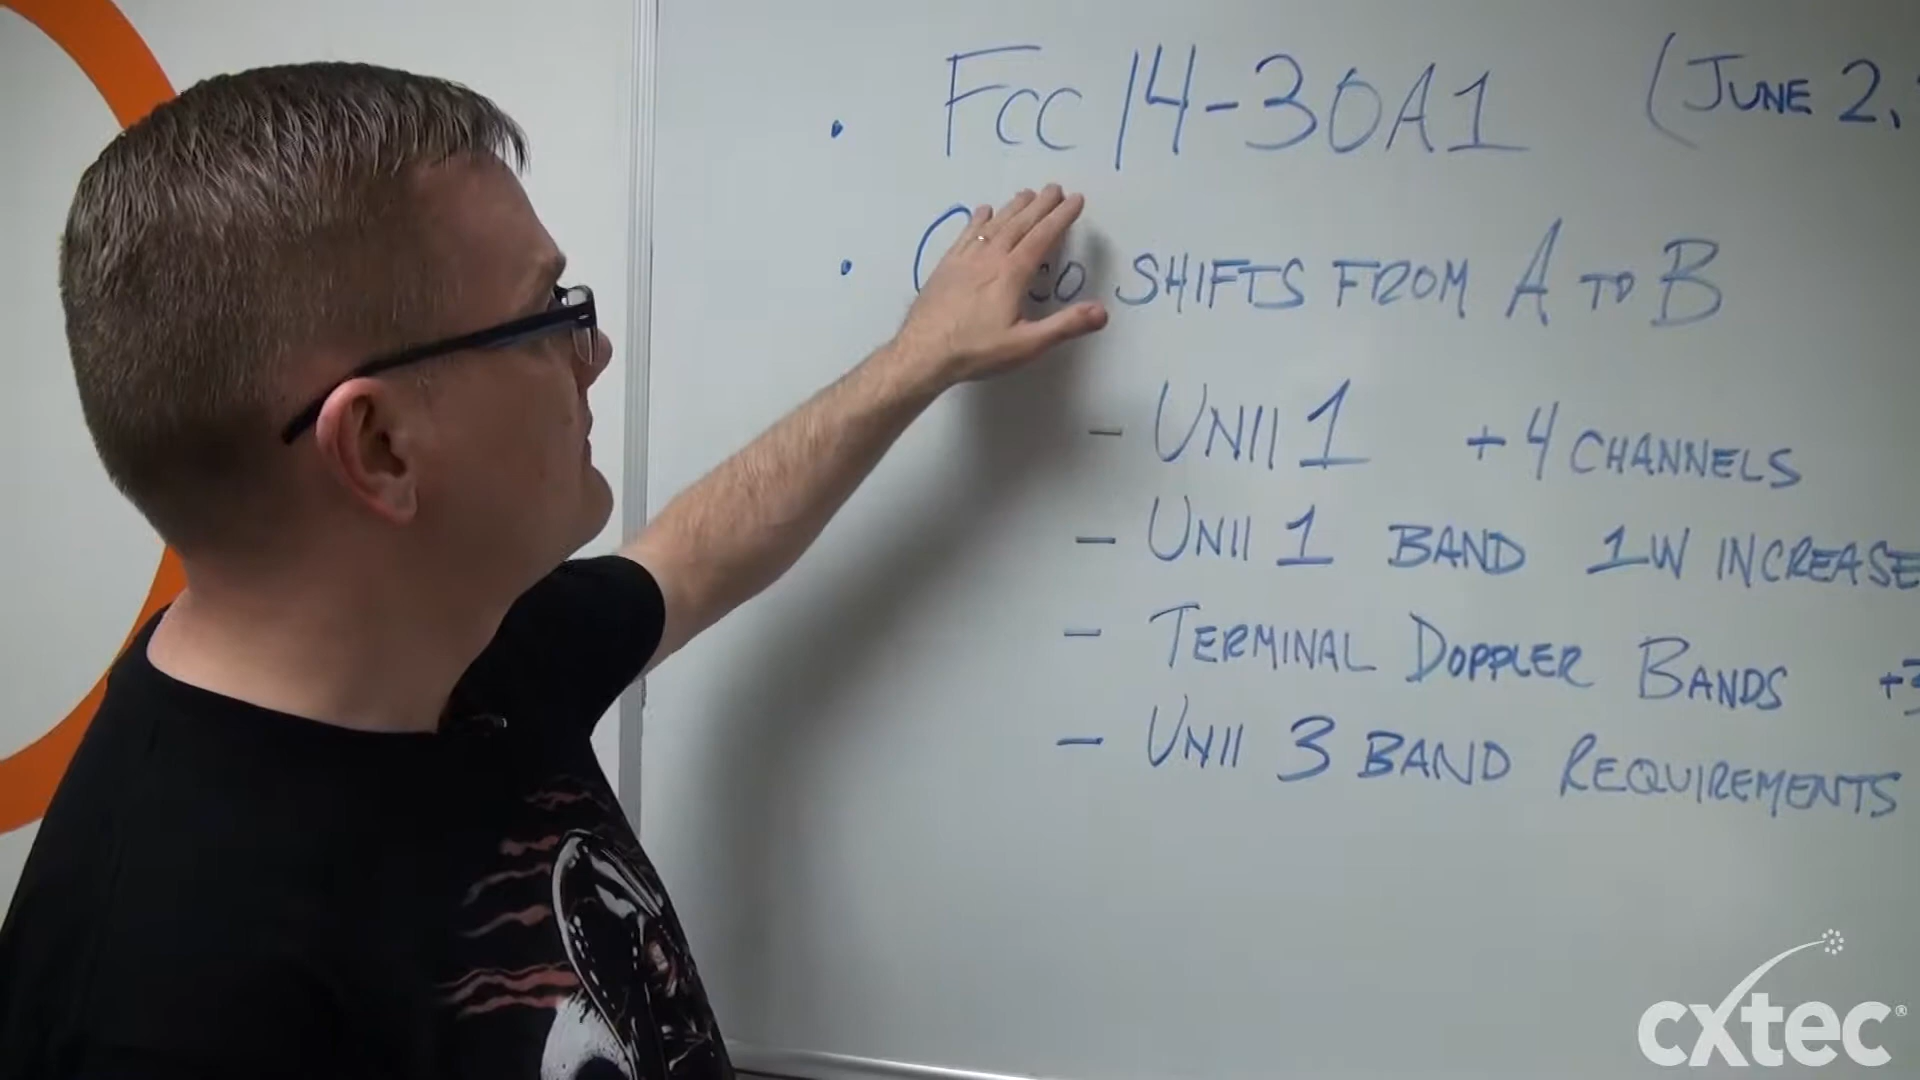 • FCC 14-30A1 (JUNE 2,
• SHIFTS FROM A TO B
- UNII 1 + 4 CHANNELS
- UNII 1 BAND 1W INCREASE
- TERMINAL DOPPLER BANDS +3
- UNII 3 BAND REQUIREMENTS
cxtec®